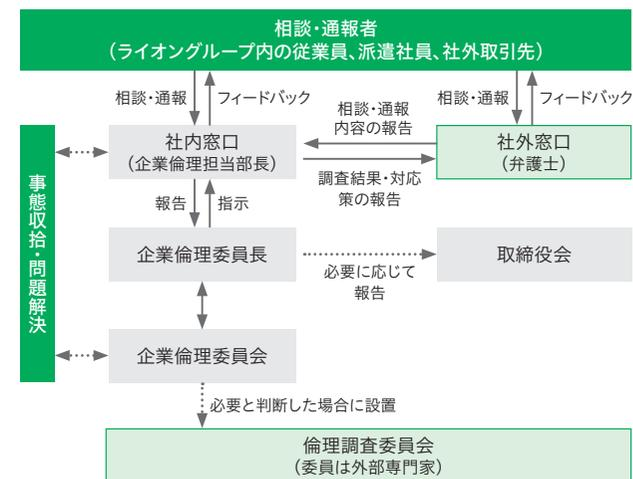 相談・通報者
（ライオングループ内の従業員、派遣社員、社外取引先）
相談・通報
フィードバック
相談・通報
内容の報告
相談・通報
フィードバック
社内窓口
（企業倫理担当部長）
社外窓口
（弁護士）
調査結果・対応
策の報告
事態収拾・問題解決
報告
指示
企業倫理委員長
必要に応じて
報告
取締役会
企業倫理委員会
必要と判断した場合に設置
倫理調査委員会
（委員は外部専門家）